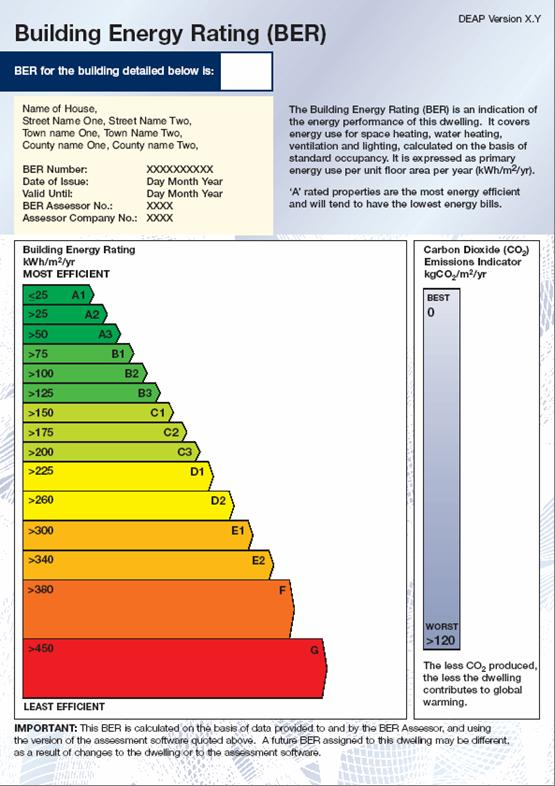 DEAP Version X.Y
Building Energy Rating (BER)
BER for the building detailed below is:
Name of House,
Street Name One, Street Name Two,
Town name One, Town Name Two,
County name One, County name Two,
BER Number: XXXXXXXXXX
Date of Issue: Day Month Year
Valid Until: Day Month Year
BER Assessor No.: XXXX
Assessor Company No.: XXXX
The Building Energy Rating (BER) is an indication of
the energy performance of this dwelling. It covers
energy use for space heating, water heating,
ventilation and lighting, calculated on the basis of
standard occupancy. It is expressed as primary
energy use per unit floor area per year (kWh/m²/yr).
‘A’ rated properties are the most energy efficient
and will tend to have the lowest energy bills.
Building Energy Rating
kWh/m²/yr
MOST EFFICIENT
≤25 A1
>25 A2
>50 A3
>75 B1
>100 B2
>125 B3
>150 C1
>175 C2
>200 C3
>225 D1
>260 D2
>300 E1
>340 E2
>380 F
>450 G
LEAST EFFICIENT
Carbon Dioxide (CO₂)
Emissions Indicator
kgCO₂/m²/yr
BEST
0
WORST
>120
The less CO₂ produced,
the less the dwelling
contributes to global
warming.
IMPORTANT: This BER is calculated on the basis of data provided to and by the BER Assessor, and using
the version of the assessment software quoted above. A future BER assigned to this dwelling may be different,
as a result of changes to the dwelling or to the assessment software.